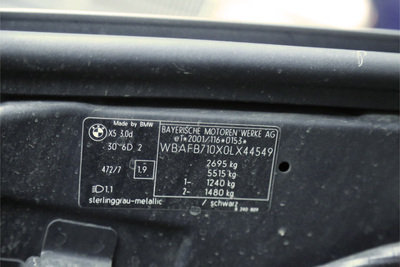 Made by BMW
X5 3.0d
30 6D 2
472/7 1.9
1.1
sterlinggrau-metallic
BAYERISCHE MOTOREN WERKE AG
e1*2001/116*0153*
WBAFB710X0LX44549
2695 kg
5515 kg
1- 1240 kg
2- 1480 kg
/ schwarz